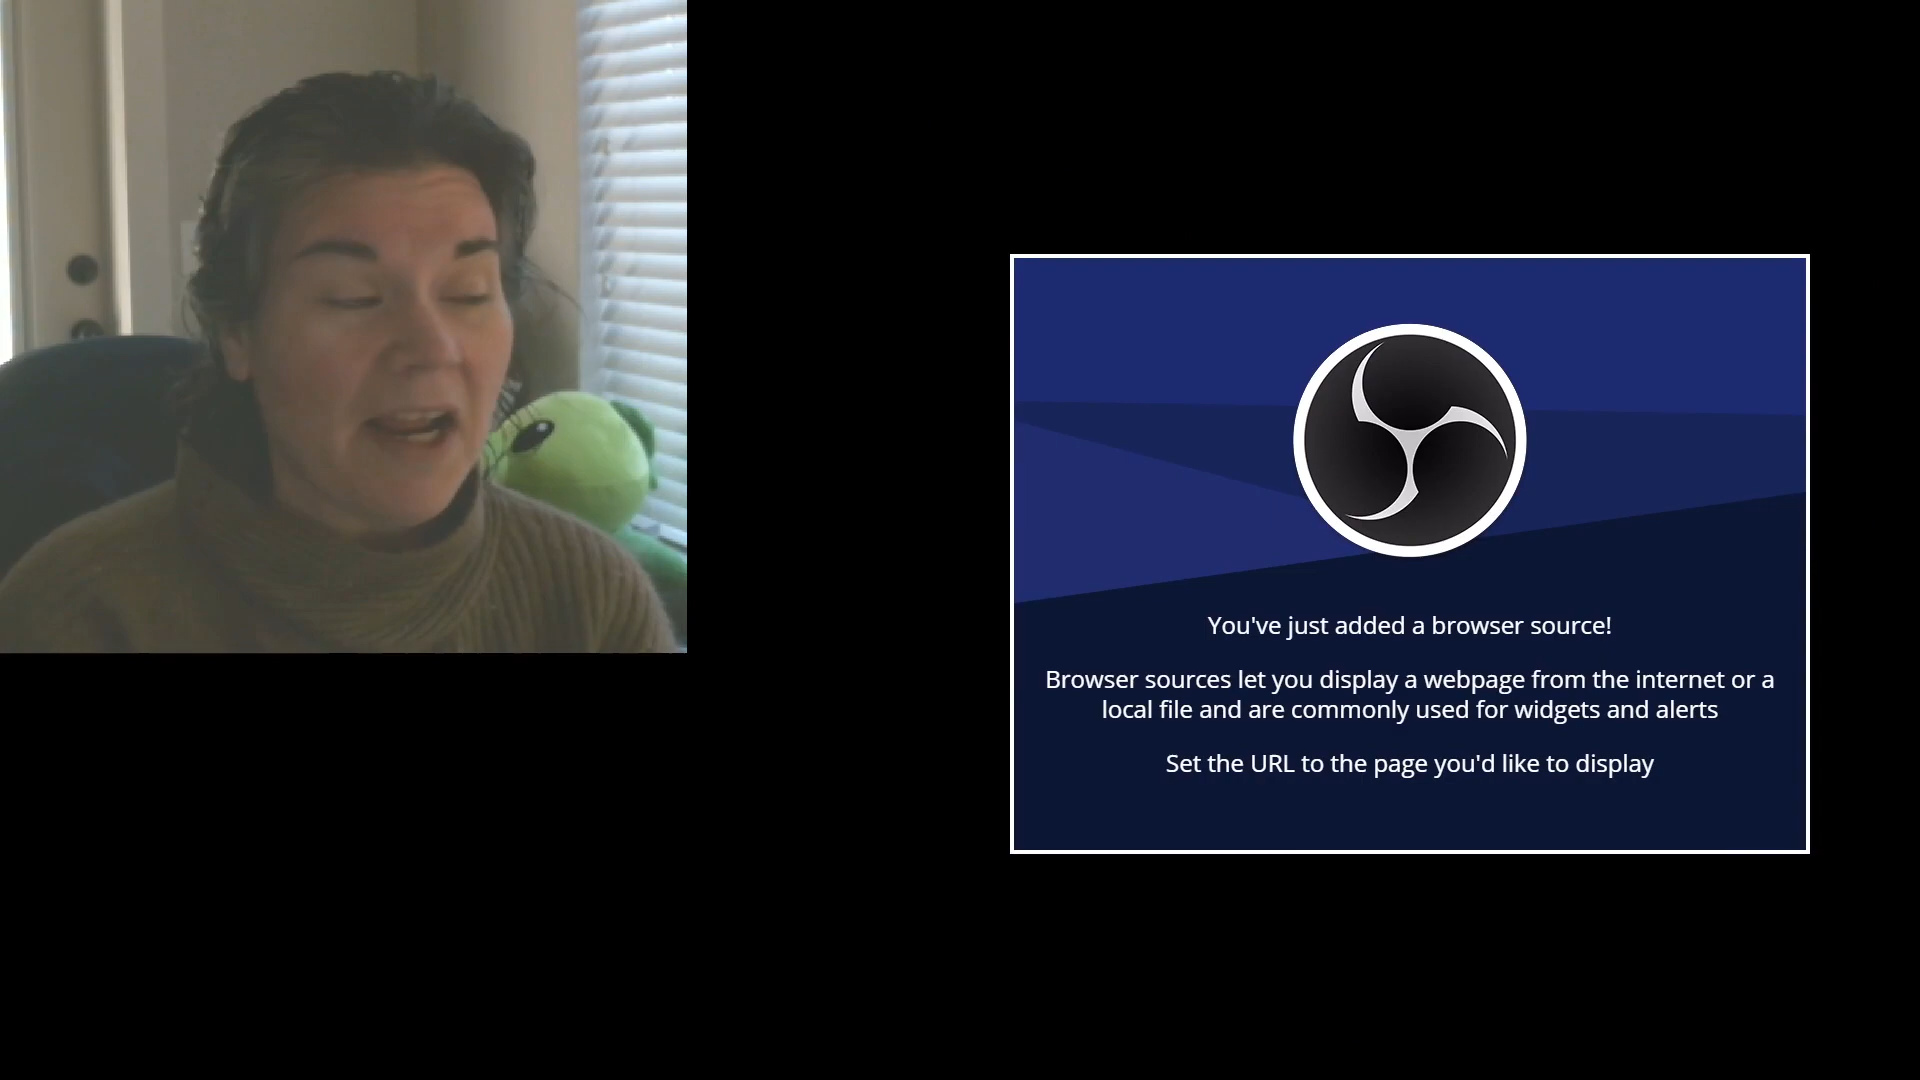 You've just added a browser source!
Browser sources let you display a webpage from the internet or a
local file and are commonly used for widgets and alerts
Set the URL to the page you'd like to display